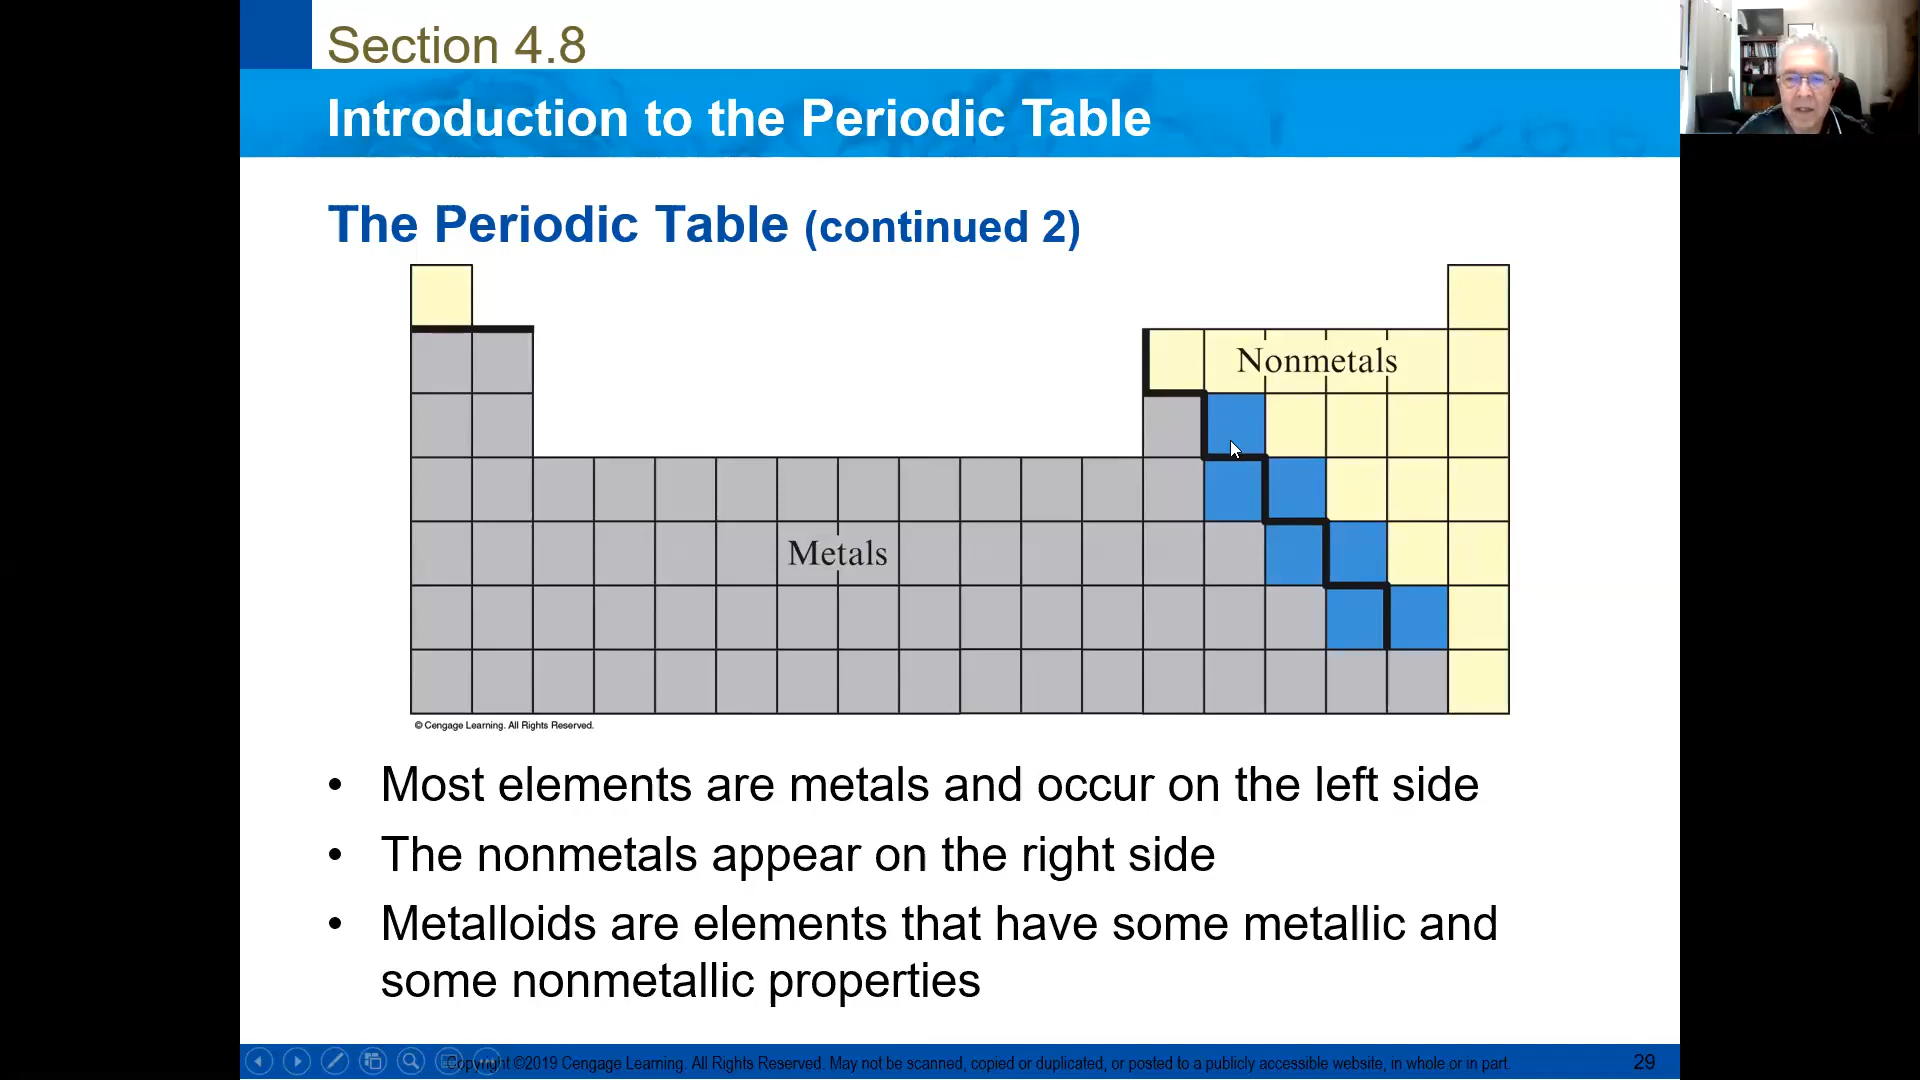 Section 4.8
Introduction to the Periodic Table
The Periodic Table (continued 2)
Nonmetals
Metals
© Cengage Learning. All Rights Reserved.
• Most elements are metals and occur on the left side
• The nonmetals appear on the right side
• Metalloids are elements that have some metallic and
some nonmetallic properties
Copyright ©2019 Cengage Learning. All Rights Reserved. May not be scanned, copied or duplicated, or posted to a publicly accessible website, in whole or in part.
29